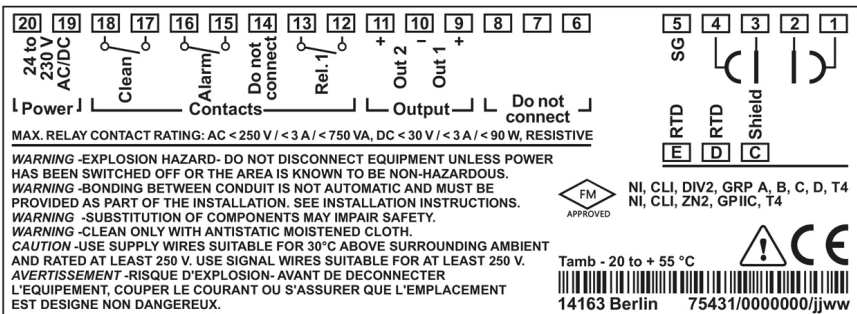 20 19 18 17 16 15 14 13 12 11 10 9 8 7 6 5 4 3 2 1
24 to
230 V
AC/DC
Clean
Alarm
Do not
connect
Rel. 1
+ – +
Out 2
Out 1
SG
Power
Contacts
Output
Do not
connect
RTD
RTD
Shield
E D C
MAX. RELAY CONTACT RATING: AC < 250 V / < 3 A / < 750 VA, DC < 30 V / < 3 A / < 90 W, RESISTIVE
WARNING -EXPLOSION HAZARD- DO NOT DISCONNECT EQUIPMENT UNLESS POWER
HAS BEEN SWITCHED OFF OR THE AREA IS KNOWN TO BE NON-HAZARDOUS.
WARNING -BONDING BETWEEN CONDUIT IS NOT AUTOMATIC AND MUST BE
PROVIDED AS PART OF THE INSTALLATION. SEE INSTALLATION INSTRUCTIONS.
WARNING -SUBSTITUTION OF COMPONENTS MAY IMPAIR SAFETY.
WARNING -CLEAN ONLY WITH ANTISTATIC MOISTENED CLOTH.
CAUTION -USE SUPPLY WIRES SUITABLE FOR 30°C ABOVE SURROUNDING AMBIENT
AND RATED AT LEAST 250 V. USE SIGNAL WIRES SUITABLE FOR AT LEAST 250 V.
AVERTISSEMENT -RISQUE D'EXPLOSION- AVANT DE DECONNECTER
L'EQUIPEMENT, COUPER LE COURANT OU S'ASSURER QUE L'EMPLACEMENT
EST DESIGNE NON DANGEREUX.
FM
APPROVED
NI, CLI, DIV2, GRP A, B, C, D, T4
NI, CLI, ZN2, GPIIC, T4
Tamb - 20 to + 55 °C
CE
14163 Berlin 75431/0000000/jjww